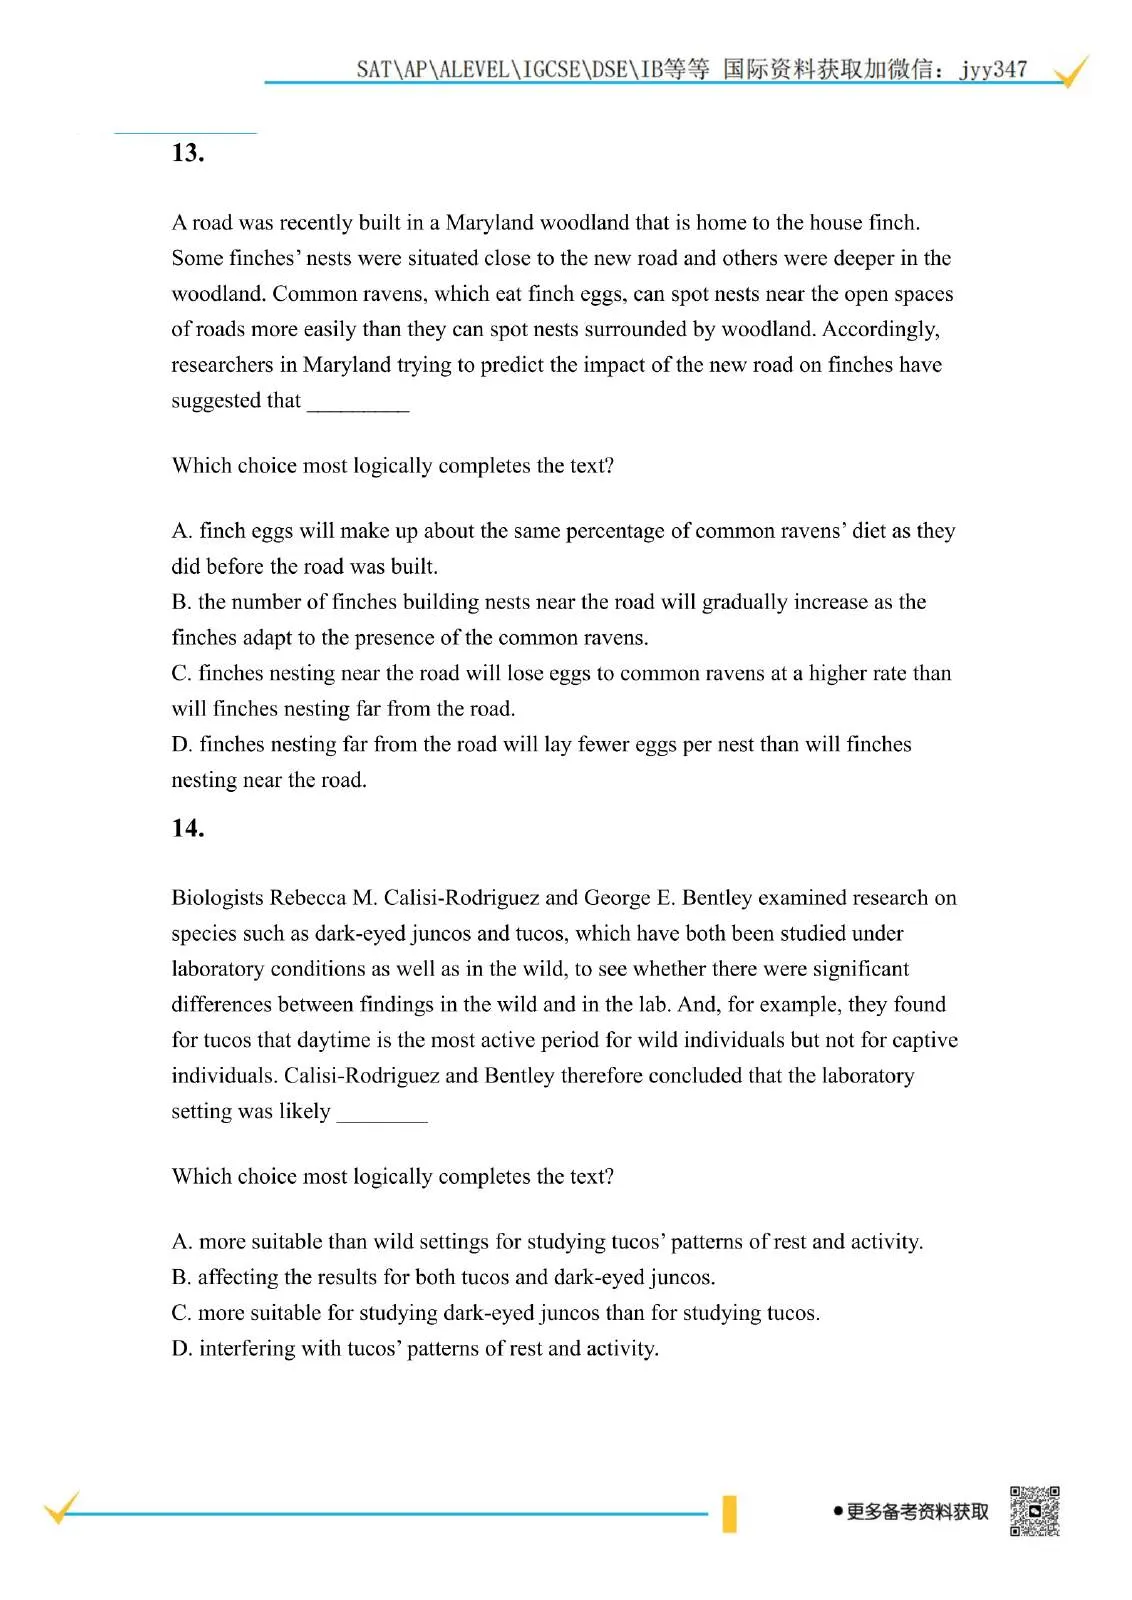 SAT\AP\ALEVEL\IGCSE\DSE\IB等等 国际资料获取加微信：jyy347
13.
A road was recently built in a Maryland woodland that is home to the house finch.
Some finches’ nests were situated close to the new road and others were deeper in the
woodland. Common ravens, which eat finch eggs, can spot nests near the open spaces
of roads more easily than they can spot nests surrounded by woodland. Accordingly,
researchers in Maryland trying to predict the impact of the new road on finches have
suggested that _________
Which choice most logically completes the text?
A. finch eggs will make up about the same percentage of common ravens’ diet as they
did before the road was built.
B. the number of finches building nests near the road will gradually increase as the
finches adapt to the presence of the common ravens.
C. finches nesting near the road will lose eggs to common ravens at a higher rate than
will finches nesting far from the road.
D. finches nesting far from the road will lay fewer eggs per nest than will finches
nesting near the road.
14.
Biologists Rebecca M. Calisi-Rodriguez and George E. Bentley examined research on
species such as dark-eyed juncos and tucos, which have both been studied under
laboratory conditions as well as in the wild, to see whether there were significant
differences between findings in the wild and in the lab. And, for example, they found
for tucos that daytime is the most active period for wild individuals but not for captive
individuals. Calisi-Rodriguez and Bentley therefore concluded that the laboratory
setting was likely ________
Which choice most logically completes the text?
A. more suitable than wild settings for studying tucos’ patterns of rest and activity.
B. affecting the results for both tucos and dark-eyed juncos.
C. more suitable for studying dark-eyed juncos than for studying tucos.
D. interfering with tucos’ patterns of rest and activity.
●更多备考资料获取